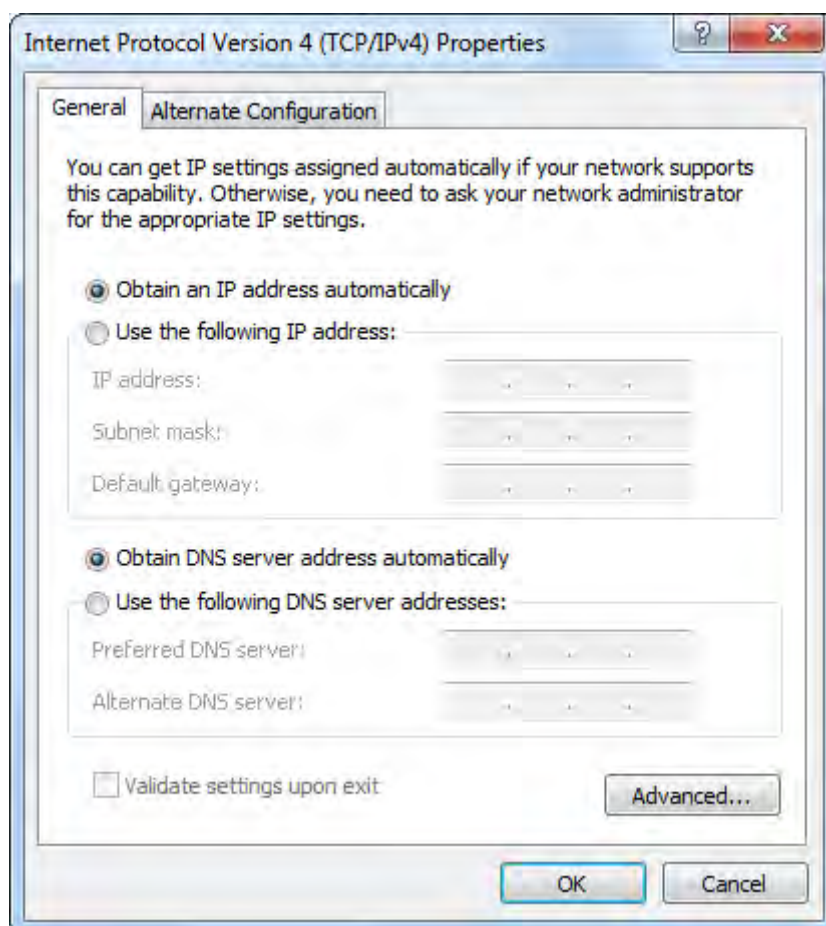 Internet Protocol Version 4 (TCP/IPv4) Properties
General
Alternate Configuration
You can get IP settings assigned automatically if your network supports
this capability. Otherwise, you need to ask your network administrator
for the appropriate IP settings.
Obtain an IP address automatically
Use the following IP address:
IP address:
Subnet mask:
Default gateway:
Obtain DNS server address automatically
Use the following DNS server addresses:
Preferred DNS server:
Alternate DNS server:
Validate settings upon exit
Advanced...
OK
Cancel